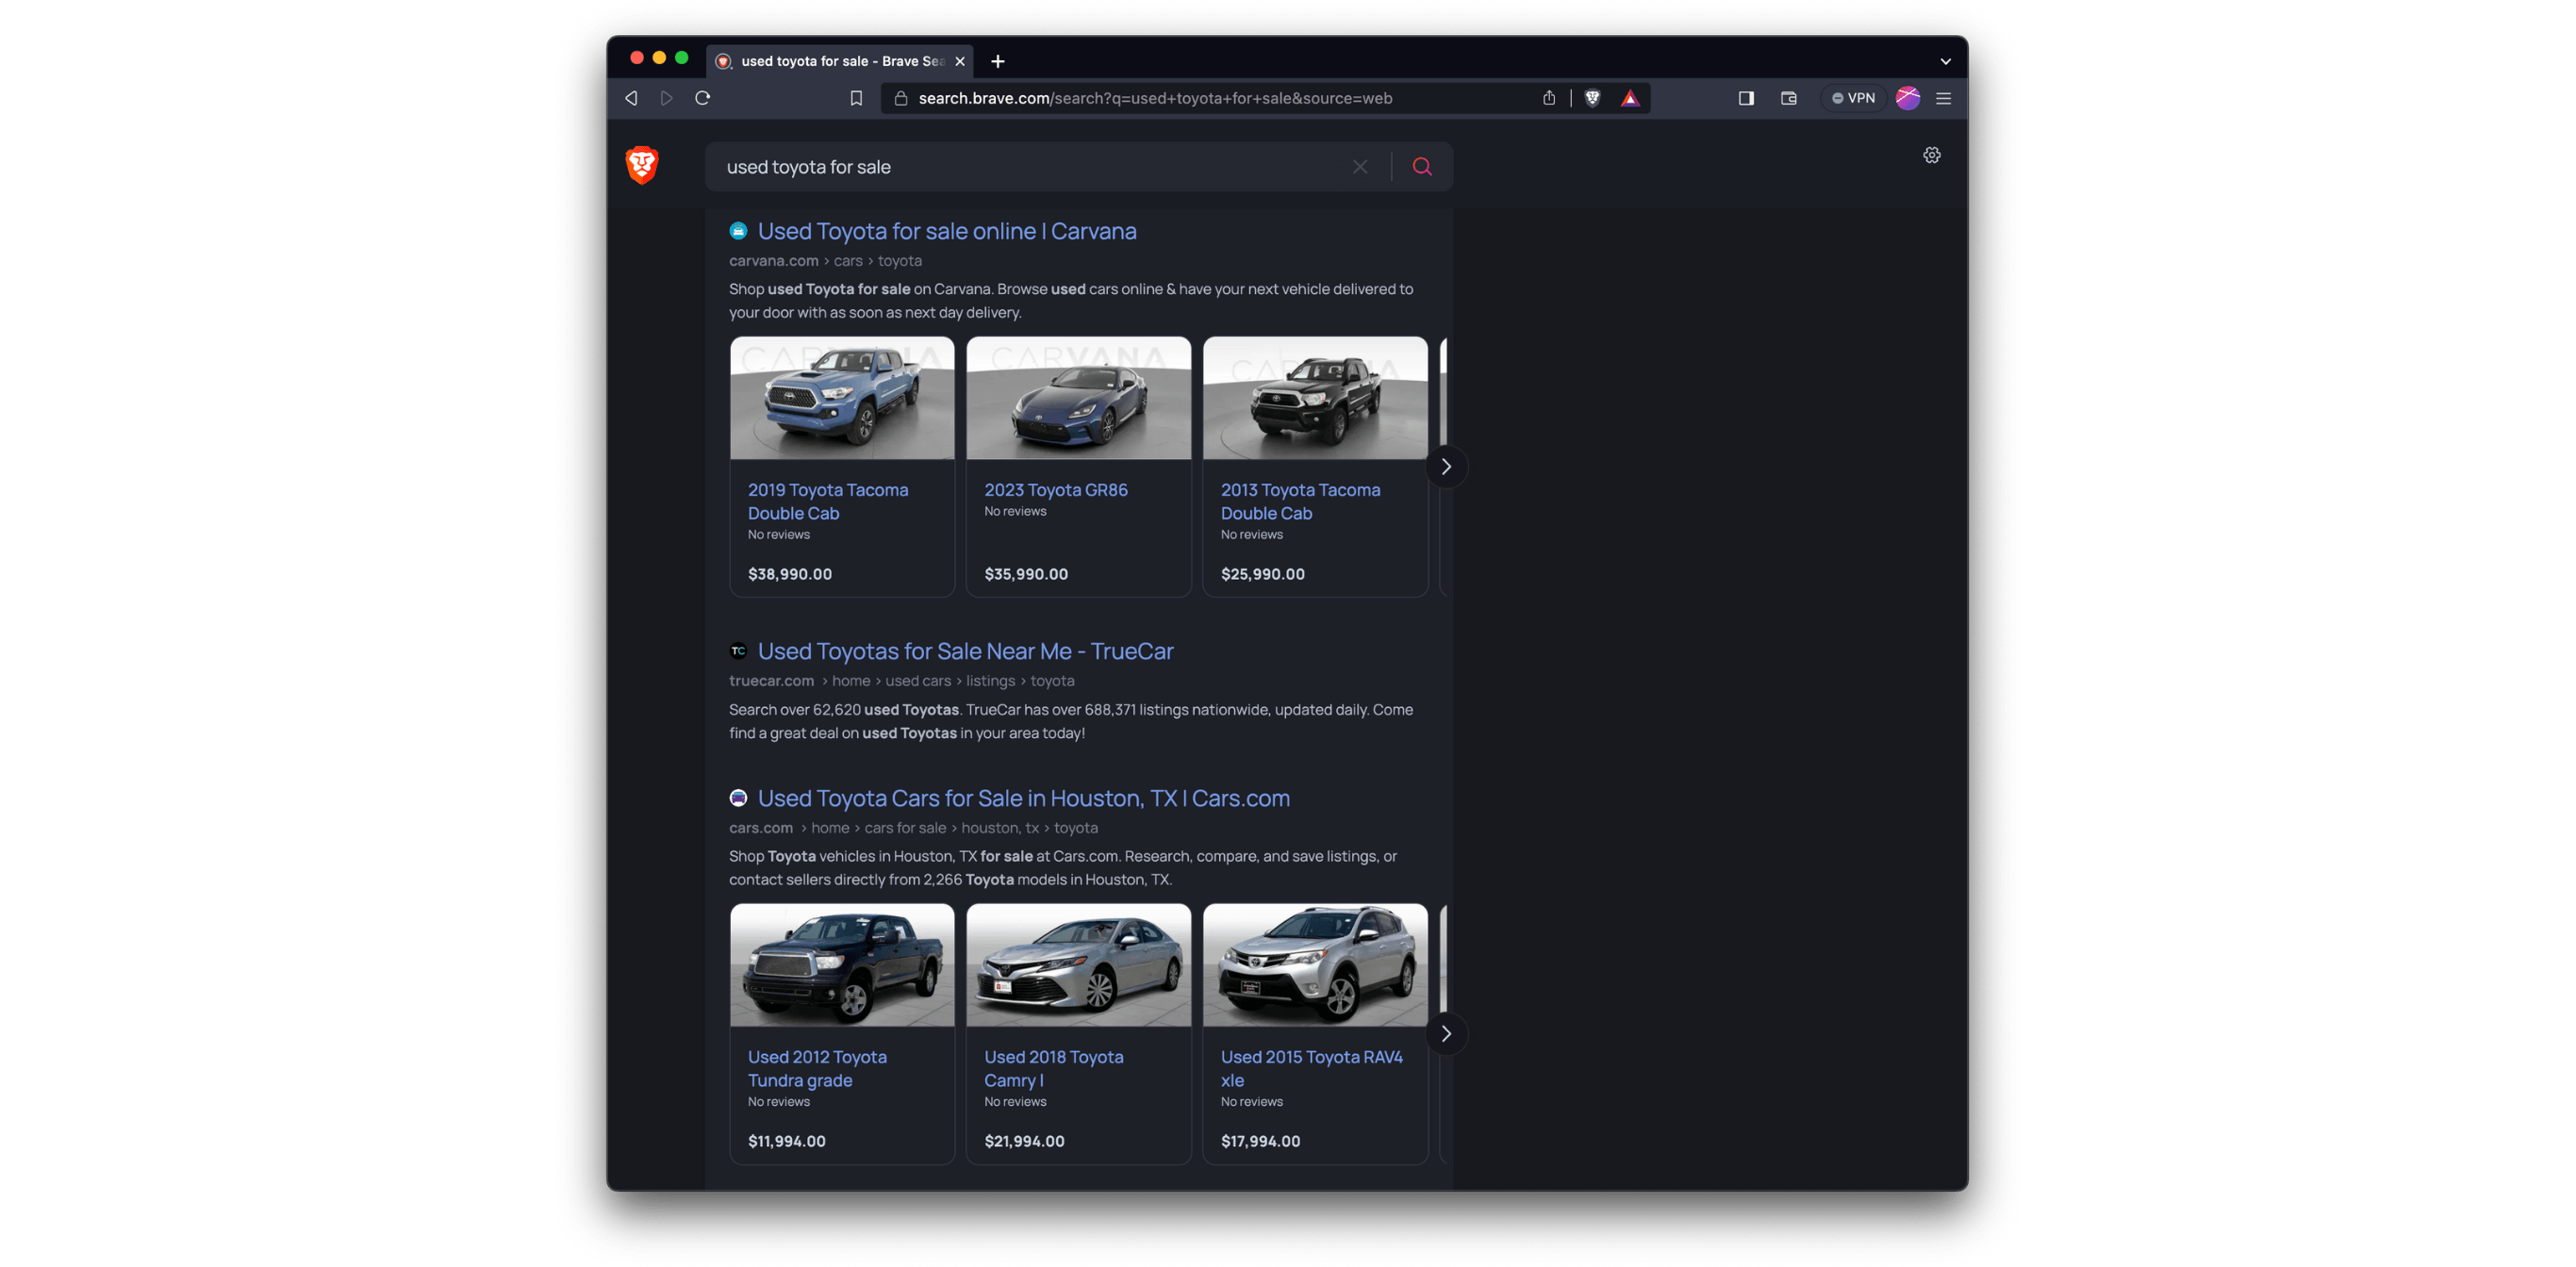 used toyota for sale - Brave Sea
search.brave.com/search?q=used+toyota+for+sale&source=web
VPN
used toyota for sale
Used Toyota for sale online | Carvana
carvana.com › cars › toyota
Shop used Toyota for sale on Carvana. Browse used cars online & have your next vehicle delivered to
your door with as soon as next day delivery.
CARVANA
CARVANA
CARVANA
2019 Toyota Tacoma
Double Cab
No reviews
$38,990.00
2023 Toyota GR86
No reviews
$35,990.00
2013 Toyota Tacoma
Double Cab
No reviews
$25,990.00
TC
Used Toyotas for Sale Near Me - TrueCar
truecar.com › home › used cars › listings › toyota
Search over 62,620 used Toyotas. TrueCar has over 688,371 listings nationwide, updated daily. Come
find a great deal on used Toyotas in your area today!
Used Toyota Cars for Sale in Houston, TX | Cars.com
cars.com › home › cars for sale › houston, tx › toyota
Shop Toyota vehicles in Houston, TX for sale at Cars.com. Research, compare, and save listings, or
contact sellers directly from 2,266 Toyota models in Houston, TX.
Used 2012 Toyota
Tundra grade
No reviews
$11,994.00
Used 2018 Toyota
Camry l
No reviews
$21,994.00
Used 2015 Toyota RAV4
xle
No reviews
$17,994.00